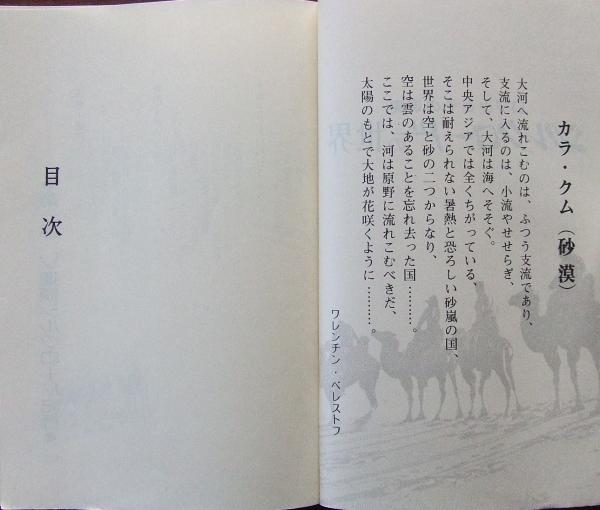 カラ・クム（砂漠）
大河へ流れこむのは、ふつう支流であり、
支流に入るのは、小流やせせらぎ、
そして、大河は海へそそぐ。
中央アジアでは全くちがっている、
そこは耐えられない暑熱と恐ろしい砂嵐の国、
世界は空と砂の二つからなり、
空は雲のあることを忘れ去った国………。
ここでは、河は原野に流れこむべきだ、
太陽のもとで大地が花咲くように………。
ワレンチン・ベレストフ
目次